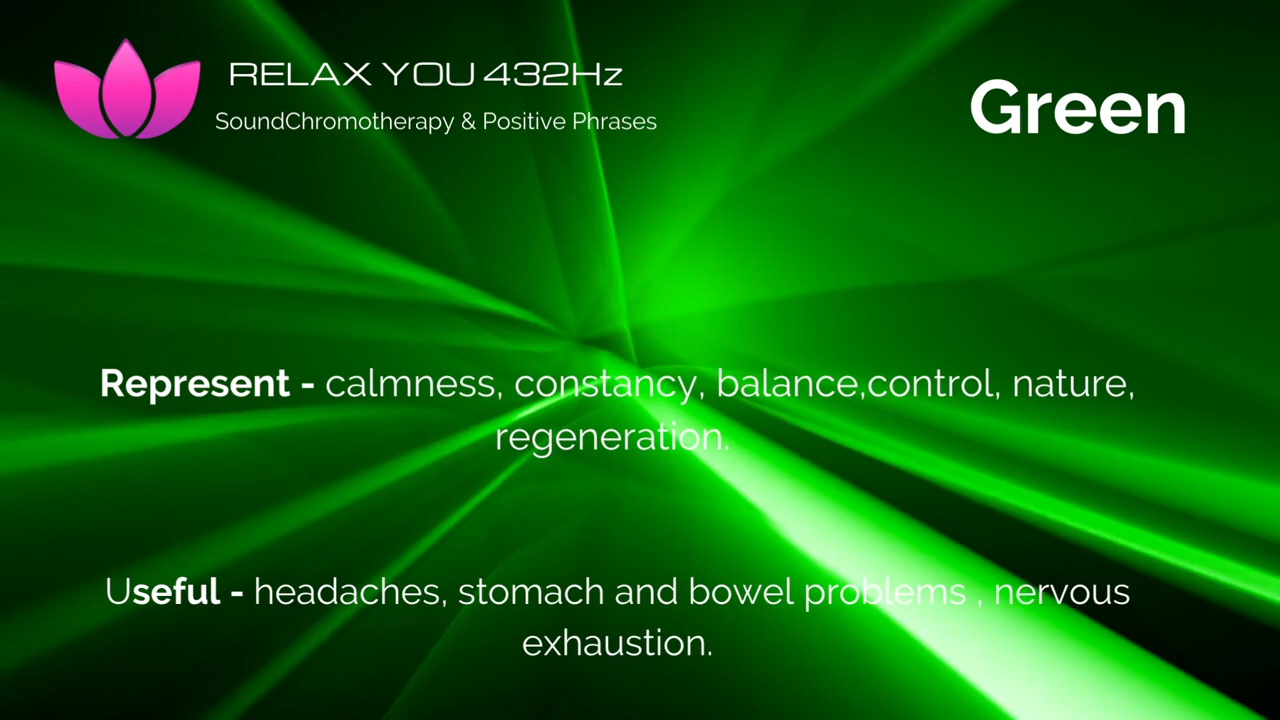 RELAX YOU 432Hz
SoundChromotherapy & Positive Phrases
Green
Represent - calmness, constancy, balance,control, nature,
regeneration.
Useful - headaches, stomach and bowel problems , nervous
exhaustion.